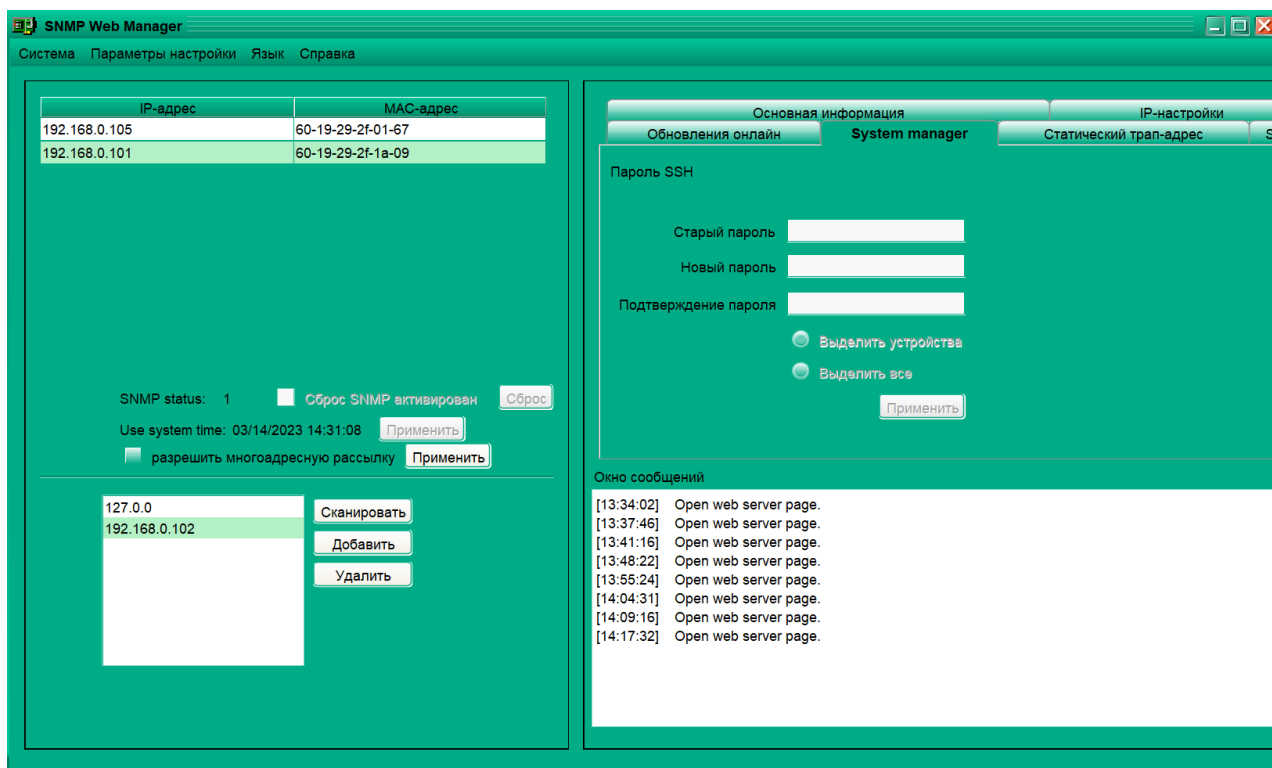 SNMP Web Manager
Система Параметры настройки Язык Справка
IP-адрес MAC-адрес
192.168.0.105 60-19-29-2f-01-67
192.168.0.101 60-19-29-2f-1a-09
SNMP status: 1 Сброс SNMP активирован Сброс
Use system time: 03/14/2023 14:31:08 Применить
разрешить многоадресную рассылку Применить
127.0.0
192.168.0.102
Сканировать
Добавить
Удалить
Основная информация IP-настройки
Обновления онлайн System manager Статический трап-адрес S
Пароль SSH
Старый пароль
Новый пароль
Подтверждение пароля
Выделить устройства
Выделить все
Применить
Окно сообщений
[13:34:02] Open web server page.
[13:37:46] Open web server page.
[13:41:16] Open web server page.
[13:48:22] Open web server page.
[13:55:24] Open web server page.
[14:04:31] Open web server page.
[14:09:16] Open web server page.
[14:17:32] Open web server page.